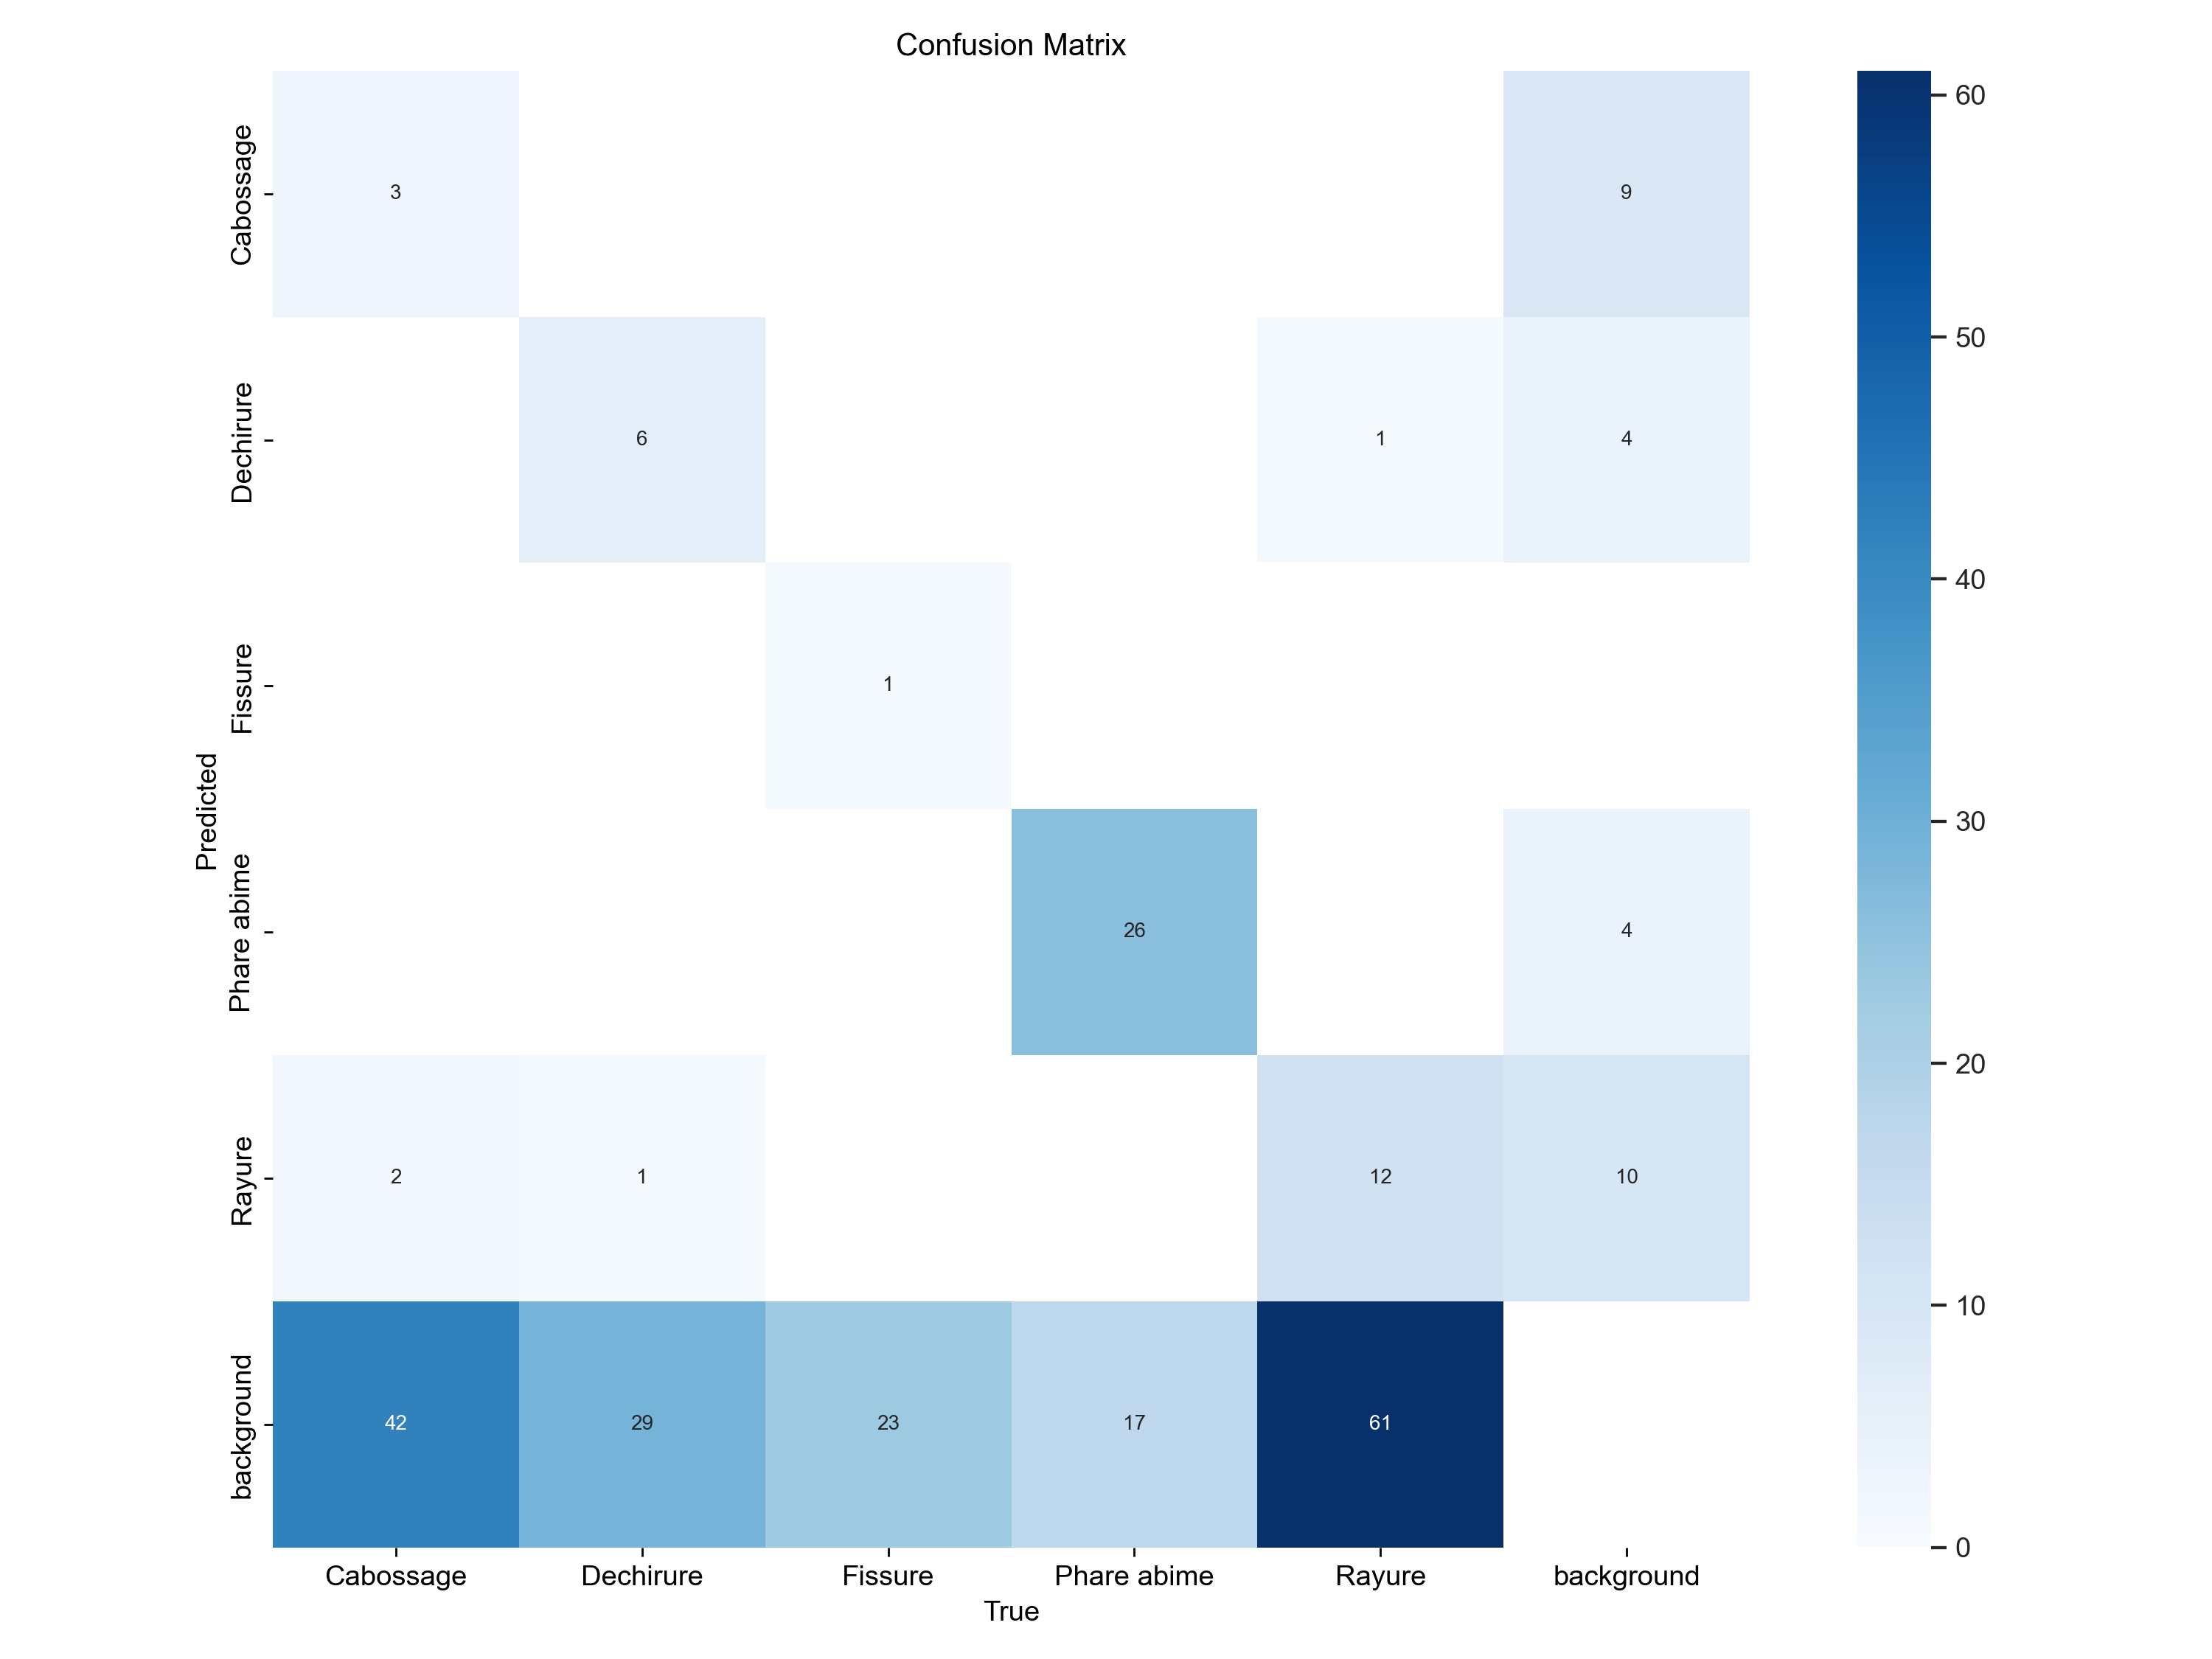 Confusion Matrix
Predicted
Cabossage
3
9
Dechirure
6
1
4
Fissure
1
Phare abime
26
4
Rayure
2
1
12
10
background
42
29
23
17
61
Cabossage
Dechirure
Fissure
Phare abime
Rayure
background
True
60
50
40
30
20
10
0